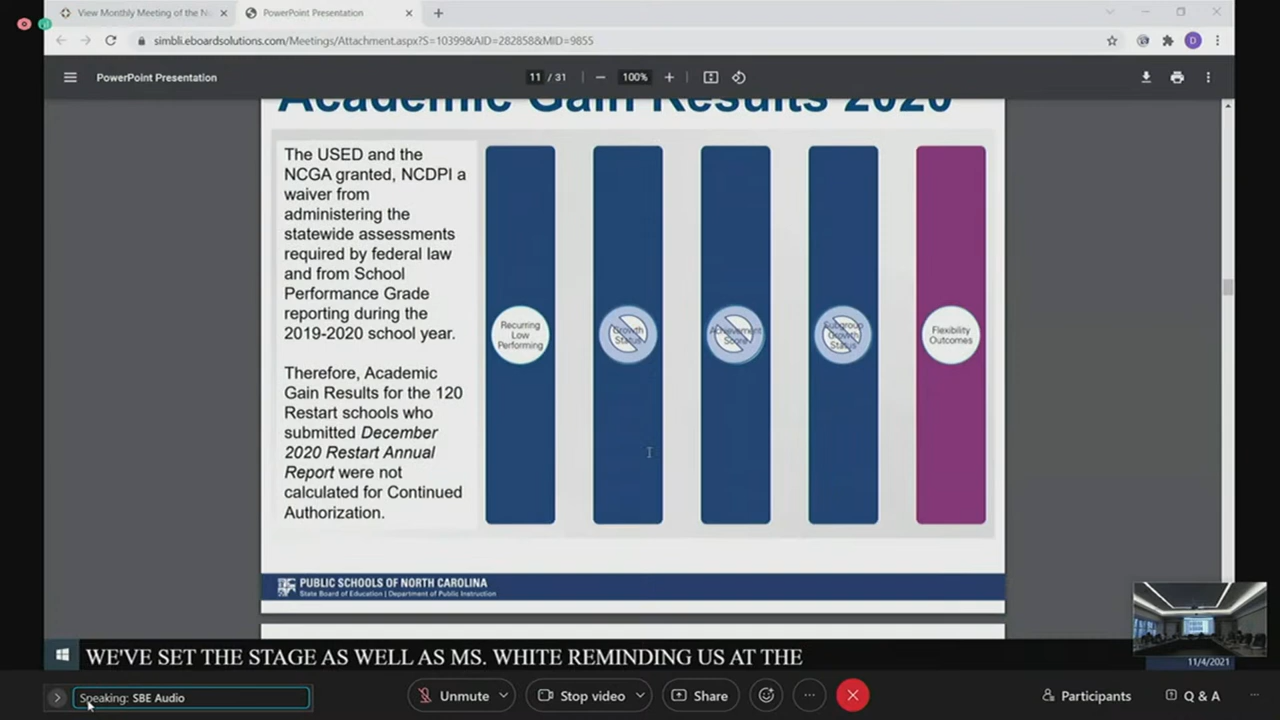 View Monthly Meeting of the N
PowerPoint Presentation
simbli.eboardsolutions.com/Meetings/Attachment.aspx?S=10399&AID=282858&MID=9855
D
PowerPoint Presentation
11 / 31
100%
Academic Gain Results 2020
The USED and the
NCGA granted, NCDPI a
waiver from
administering the
statewide assessments
required by federal law
and from School
Performance Grade
reporting during the
2019-2020 school year.
Therefore, Academic
Gain Results for the 120
Restart schools who
submitted December
2020 Restart Annual
Report were not
calculated for Continued
Authorization.
Recurring
Low
Performing
Growth
Status
Achievement
Score
Subgroup
Growth
Status
Flexibility
Outcomes
PUBLIC SCHOOLS OF NORTH CAROLINA
State Board of Education | Department of Public Instruction
WE'VE SET THE STAGE AS WELL AS MS. WHITE REMINDING US AT THE
11/4/2021
Speaking: SBE Audio
Unmute
Stop video
Share
Participants
Q & A